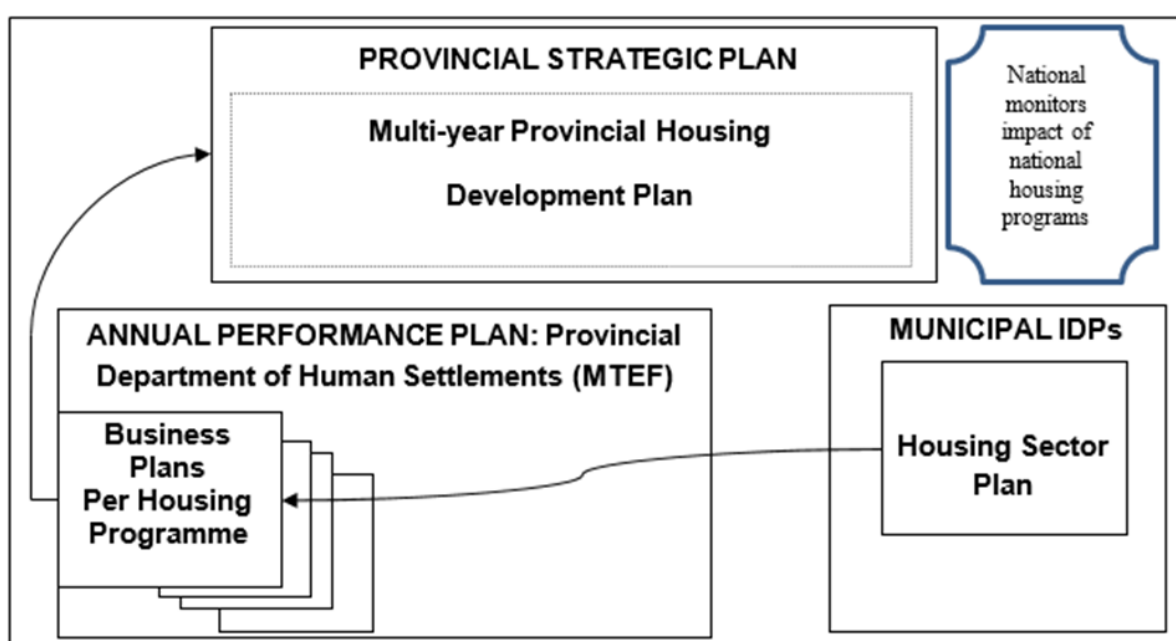 PROVINCIAL STRATEGIC PLAN
Multi-year Provincial Housing
Development Plan
National
monitors
impact of
national
housing
programs
ANNUAL PERFORMANCE PLAN: Provincial
Department of Human Settlements (MTEF)
Business
Plans
Per Housing
Programme
MUNICIPAL IDPs
Housing Sector
Plan